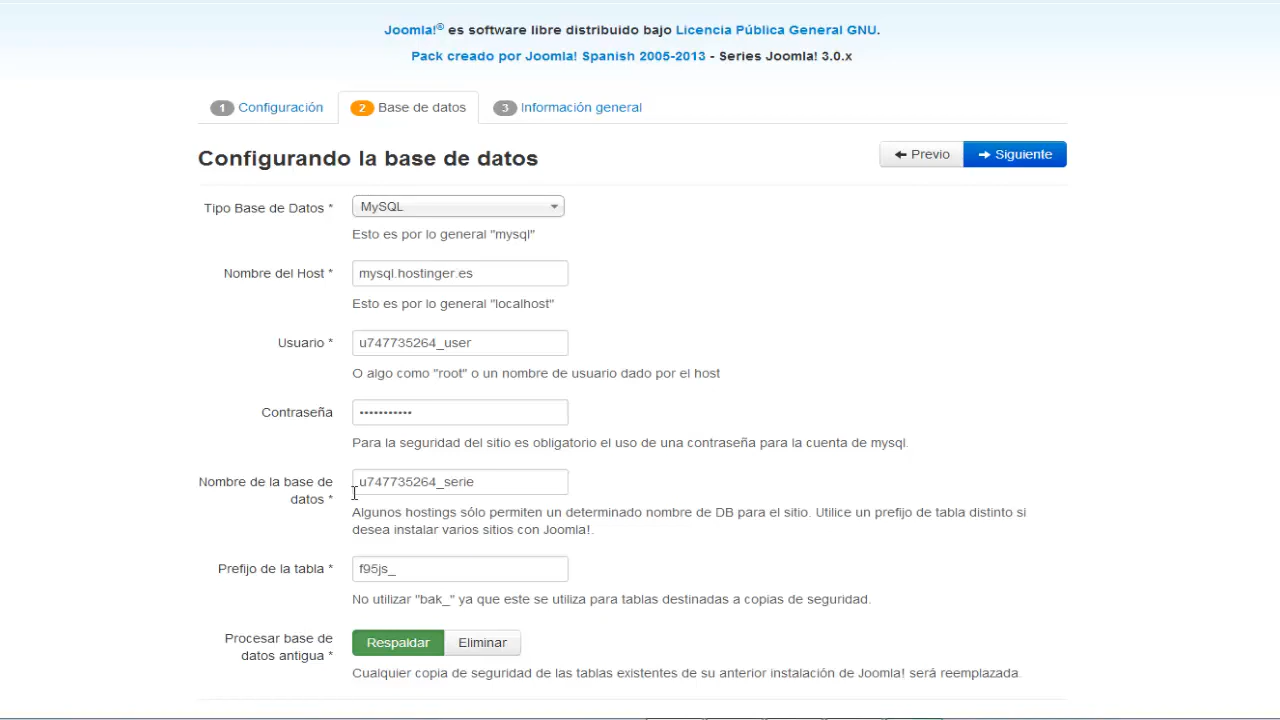 Joomla!® es software libre distribuido bajo Licencia Pública General GNU.
Pack creado por Joomla! Spanish 2005-2013 - Series Joomla! 3.0.x
1 Configuración 2 Base de datos 3 Información general
Configurando la base de datos
Previo Siguiente
Tipo Base de Datos * MySQL
Esto es por lo general "mysql"
Nombre del Host * mysql.hostinger.es
Esto es por lo general "localhost"
Usuario * u747735264_user
O algo como "root" o un nombre de usuario dado por el host
Contraseña •••••••••••
Para la seguridad del sitio es obligatorio el uso de una contraseña para la cuenta de mysql.
Nombre de la base de
datos *
u747735264_serie
Algunos hostings sólo permiten un determinado nombre de DB para el sitio. Utilice un prefijo de tabla distinto si
desea instalar varios sitios con Joomla!.
Prefijo de la tabla * f95js_
No utilizar "bak_" ya que este se utiliza para tablas destinadas a copias de seguridad.
Procesar base de
datos antigua *
Respaldar Eliminar
Cualquier copia de seguridad de las tablas existentes de su anterior instalación de Joomla! será reemplazada.